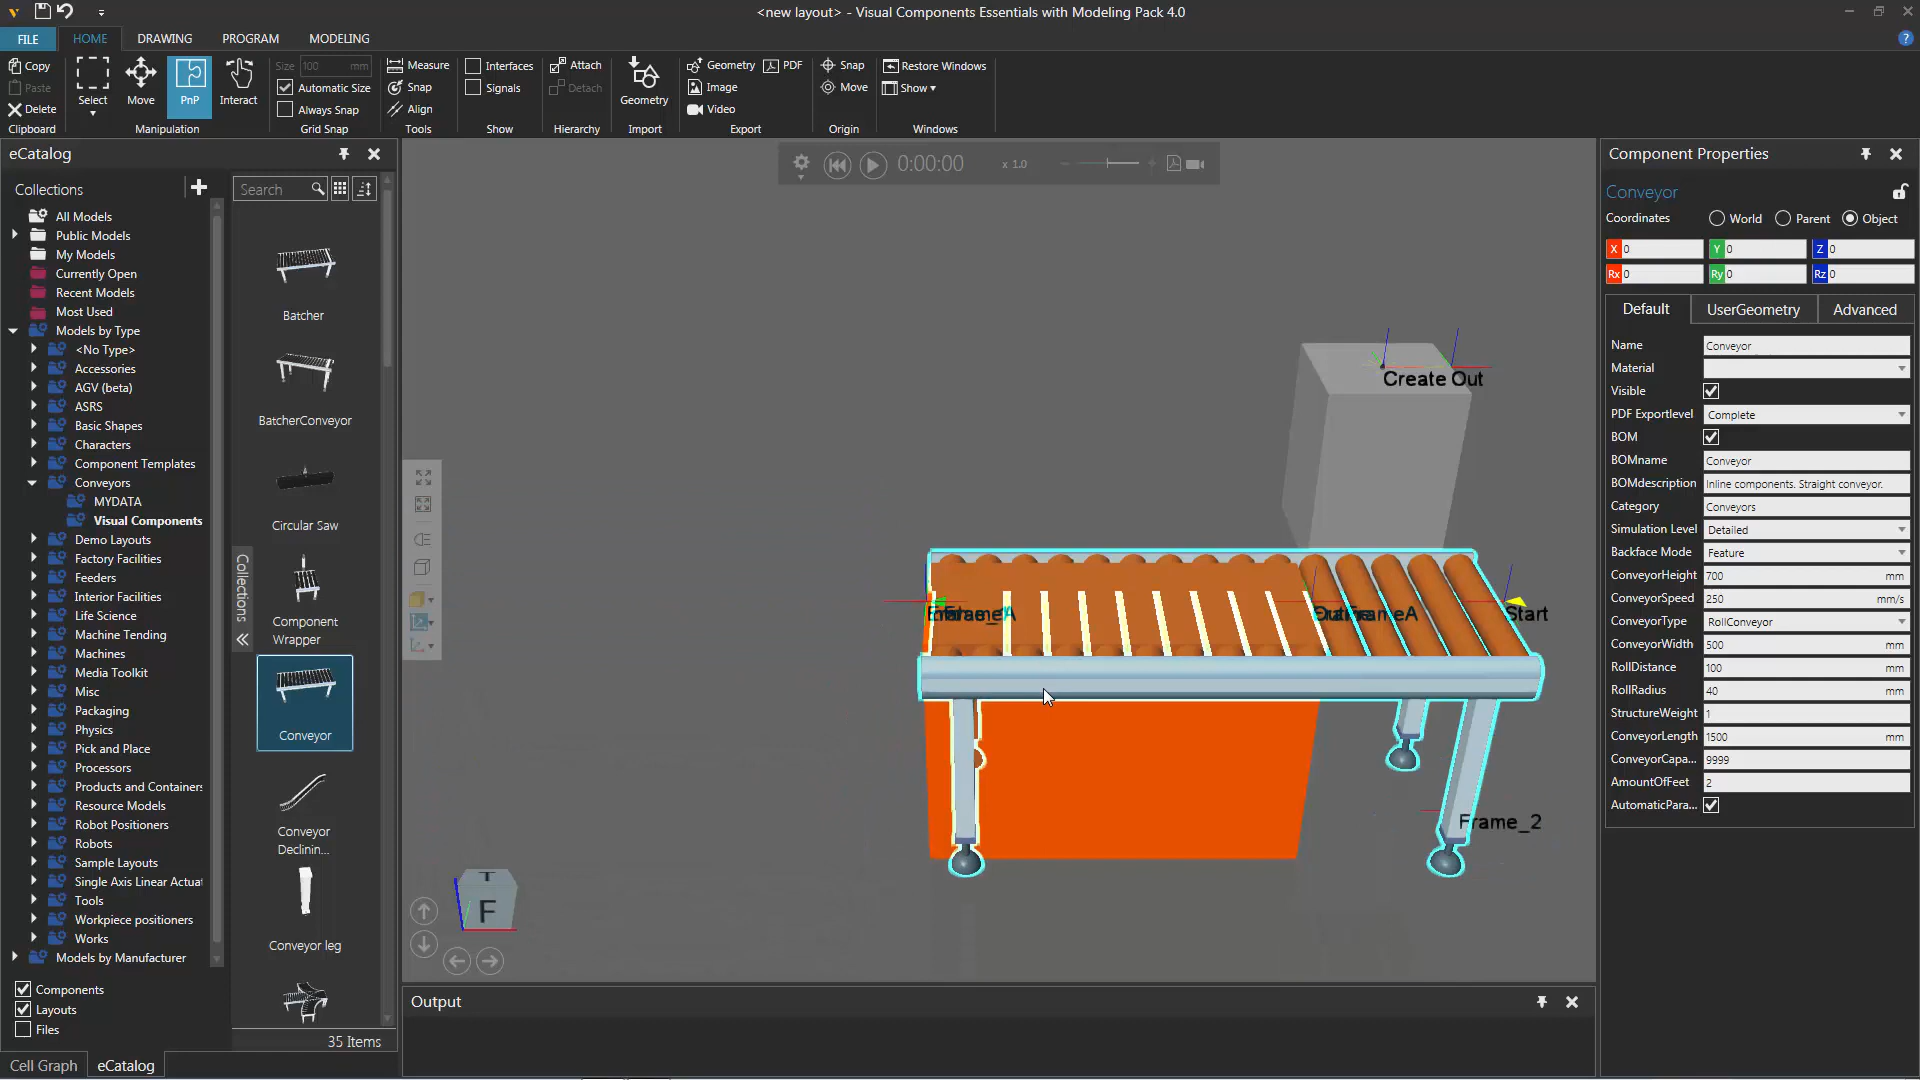 <new layout> - Visual Components Essentials with Modeling Pack 4.0
FILE
HOME
DRAWING
PROGRAM
MODELING
Copy
Paste
Delete
Clipboard
Select
Move
PnP
Interact
Manipulation
Size
100 mm
Automatic Size
Always Snap
Grid Snap
Measure
Snap
Align
Tools
Interfaces
Signals
Show
Attach
Detach
Hierarchy
Geometry
Import
Geometry
PDF
Image
Video
Export
Snap
Move
Origin
Restore Windows
Show
Windows
eCatalog
Collections
All Models
Public Models
My Models
Currently Open
Recent Models
Most Used
Models by Type
<No Type>
Accessories
AGV (beta)
ASRS
Basic Shapes
Characters
Component Templates
Conveyors
MYDATA
Visual Components
Demo Layouts
Factory Facilities
Feeders
Interior Facilities
Life Science
Machine Tending
Machines
Media Toolkit
Misc
Packaging
Physics
Pick and Place
Processors
Products and Containers
Resource Models
Robot Positioners
Robots
Sample Layouts
Single Axis Linear Actuat
Tools
Workpiece positioners
Works
Models by Manufacturer
Components
Layouts
Files
Cell Graph
eCatalog
Collections
Search
Batcher
BatcherConveyor
Circular Saw
Component
Wrapper
Conveyor
Conveyor
Declinin...
Conveyor leg
35 Items
0:00:00
x 1.0
Create Out
Frame_A
FrameA
Start
Frame_2
T
F
Output
Component Properties
Conveyor
Coordinates
World
Parent
Object
X 0
Y 0
Z 0
Rx 0
Ry 0
Rz 0
Default
UserGeometry
Advanced
Name Conveyor
Material
Visible
PDF Exportlevel Complete
BOM
BOMname Conveyor
BOMdescription Inline components. Straight conveyor.
Category Conveyors
Simulation Level Detailed
Backface Mode Feature
ConveyorHeight 700 mm
ConveyorSpeed 250 mm/s
ConveyorType RollConveyor
ConveyorWidth 500 mm
RollDistance 100 mm
RollRadius 40 mm
StructureWeight 1
ConveyorLength 1500 mm
ConveyorCapa... 9999
AmountOfFeet 2
AutomaticPara...